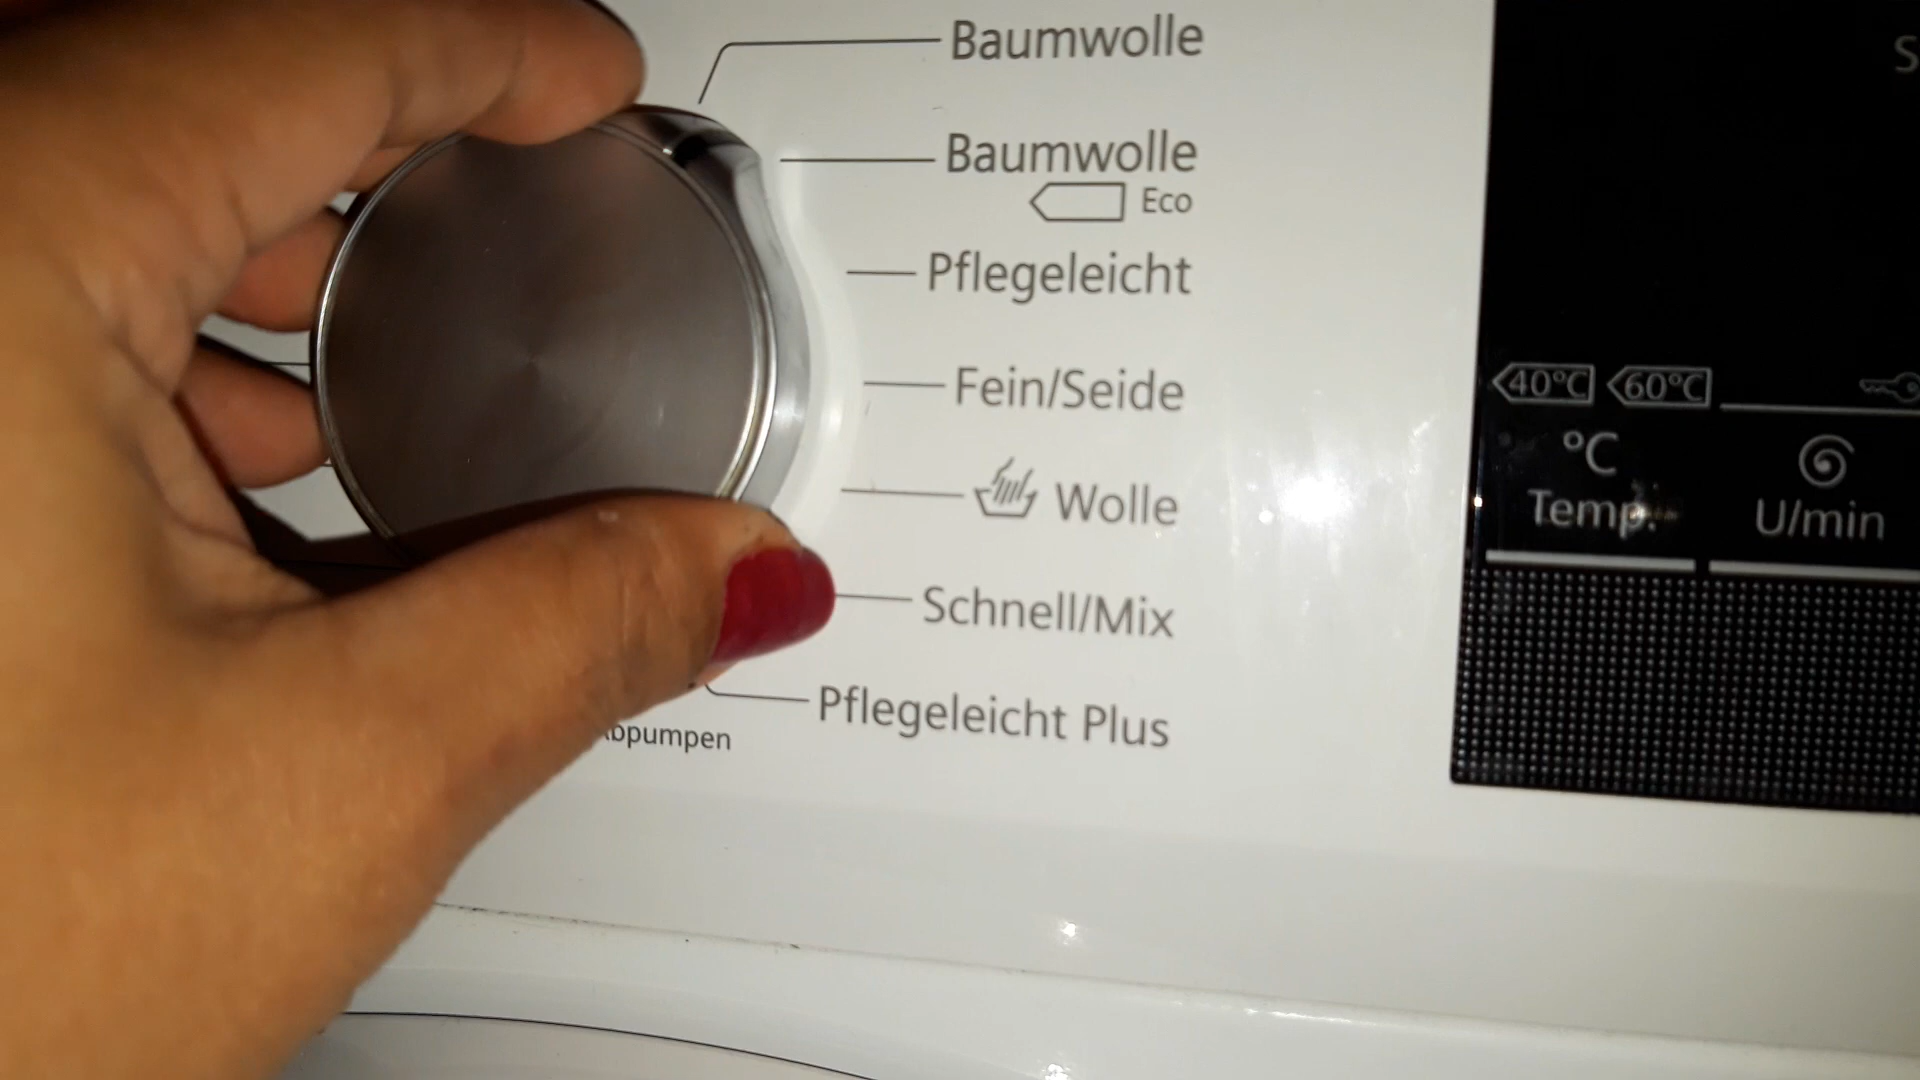 Baumwolle
Baumwolle
Eco
Pflegeleicht
Fein/Seide
Wolle
Schnell/Mix
Pflegeleicht Plus
40°C 60°C
°C
Temp.
U/min